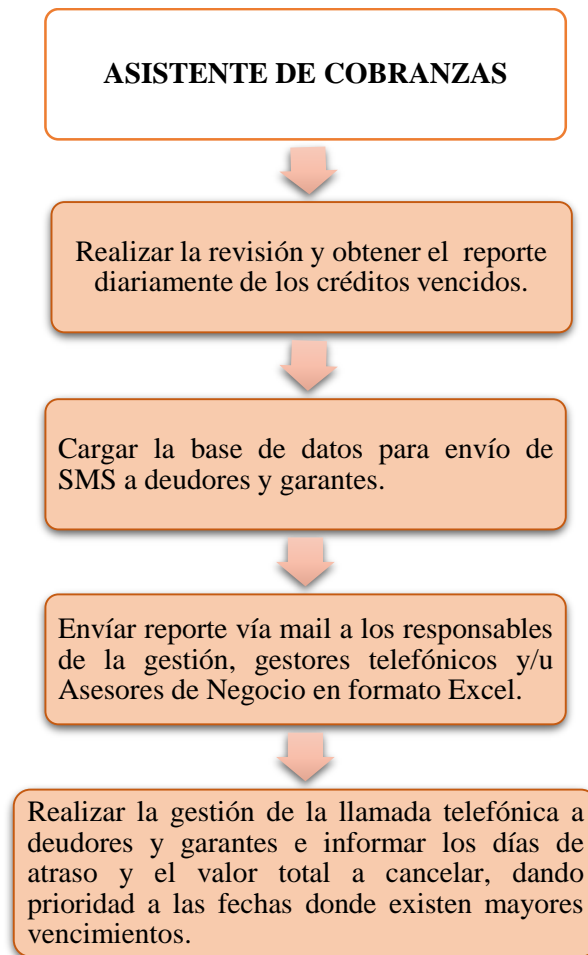 ASISTENTE DE COBRANZAS
Realizar la revisión y obtener el reporte
diariamente de los créditos vencidos.
Cargar la base de datos para envío de
SMS a deudores y garantes.
Envíar reporte vía mail a los responsables
de la gestión, gestores telefónicos y/u
Asesores de Negocio en formato Excel.
Realizar la gestión de la llamada telefónica a
deudores y garantes e informar los días de
atraso y el valor total a cancelar, dando
prioridad a las fechas donde existen mayores
vencimientos.